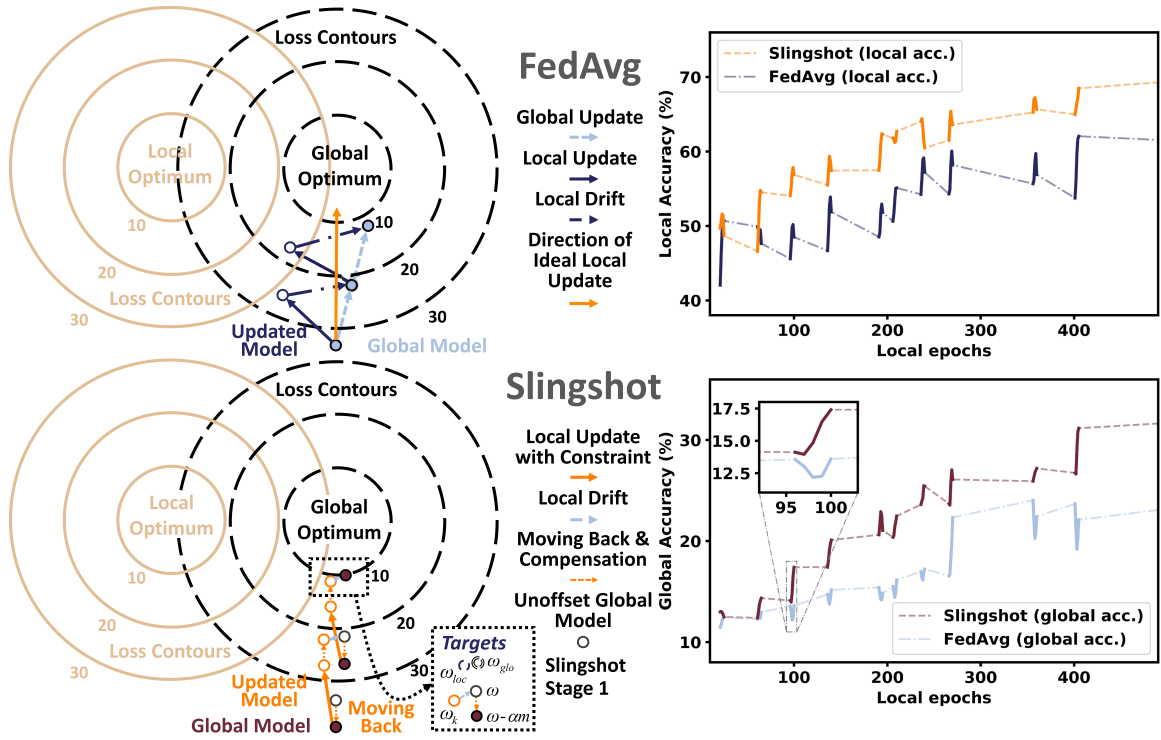 Loss Contours
Local
Optimum
Global
Optimum
10
20
30
Loss Contours
10
20
30
Updated
Model
Global Model
FedAvg
Global Update
Local Update
Local Drift
Direction of
Ideal Local
Update
Slingshot (local acc.)
FedAvg (local acc.)
Local Accuracy (%)
70
60
50
40
100
200
300
400
Local epochs
Loss Contours
Local
Optimum
Global
Optimum
10
20
30
Loss Contours
10
20
30
Updated
Model
Moving
Back
Global Model
Targets
ω_loc
ω_glo
ω
ω_k
ω-αm
Slingshot
Local Update
with Constraint
Local Drift
Moving Back &
Compensation
Unoffset Global
Model
Slingshot
Stage 1
Global Accuracy (%)
30
20
10
17.5
15.0
12.5
95
100
Slingshot (global acc.)
FedAvg (global acc.)
100
200
300
400
Local epochs